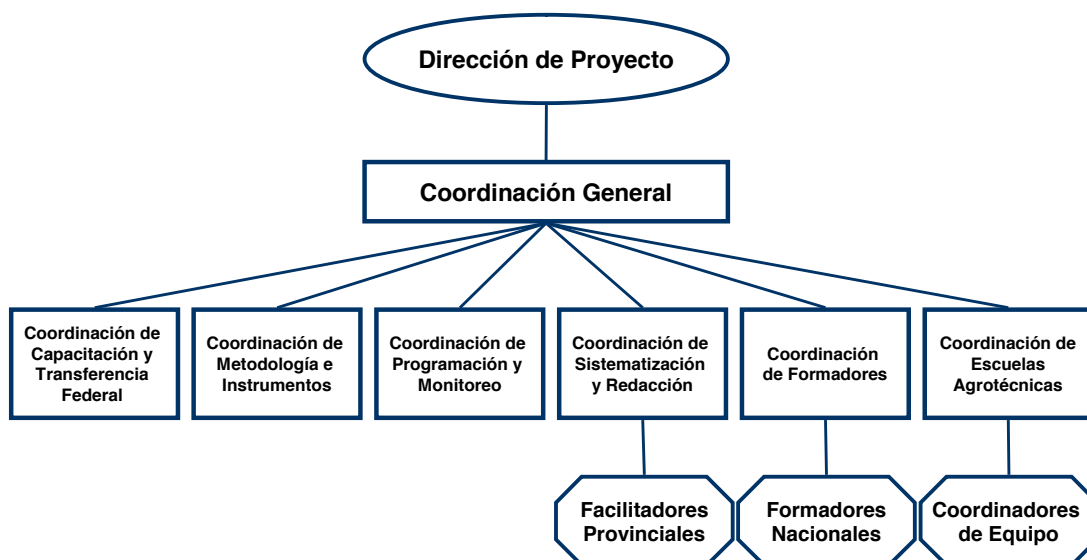 Dirección de Proyecto
Coordinación General
Coordinación de
Capacitación y
Transferencia
Federal
Coordinación de
Metodología e
Instrumentos
Coordinación de
Programación y
Monitoreo
Coordinación de
Sistematización
y Redacción
Coordinación
de Formadores
Coordinación de
Escuelas
Agrotécnicas
Facilitadores
Provinciales
Formadores
Nacionales
Coordinadores
de Equipo